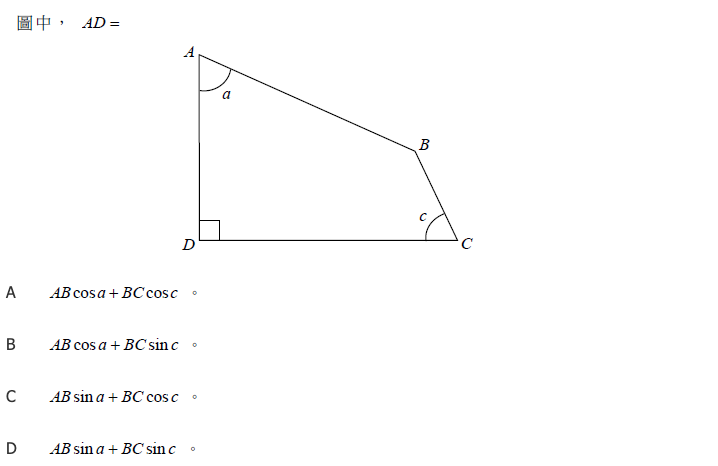 圖中， AD =
A
a
B
c
D
C
A AB cos a + BC cos c 。
B AB cos a + BC sin c 。
C AB sin a + BC cos c 。
D AB sin a + BC sin c 。